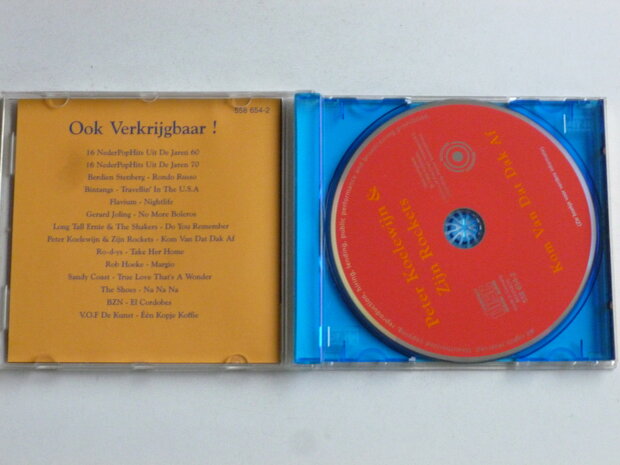 558 654-2
Ook Verkrijgbaar !
16 NederPopHits Uit De Jaren 60
16 NederPopHits Uit De Jaren 70
Berdien Stenberg - Rondo Russo
Bintangs - Travellin' In The U.S.A
Flavium - Nightlife
Gerard Joling - No More Boleros
Long Tall Ernie & The Shakers - Do You Remember
Peter Koelewijn & Zijn Rockets - Kom Van Dat Dak Af
Ro-d-ys - Take Her Home
Rob Hoeke - Margio
Sandy Coast - True Love That's A Wonder
The Shoes - Na Na Na
BZN - El Cordobes
V.O.F De Kunst - Één Kopje Koffie
Peter Koelewijn &
Zijn Rockets
Kom Van Dat Dak Af